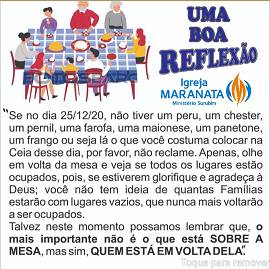 UMA
BOA
REFLEXÃO
Igreja
MARANATA
Ministério Surubim
"Se no dia 25/12/20, não tiver um peru, um chester,
um pernil, uma farofa, uma maionese, um panetone,
um frango ou seja lá o que você costuma colocar na
Ceia desse dia, por favor, não reclame. Apenas, olhe
em volta da mesa e veja se todos os lugares estão
ocupados, pois, se estiverem glorifique e agradeça à
Deus; você não tem ideia de quantas Famílias
estarão com lugares vazios, que nunca mais voltarão
a ser ocupados.
Talvez neste momento possamos lembrar que, o
mais importante não é o que está SOBRE A
MESA, mas sim, QUEM ESTÁ EM VOLTA DELA".
Toque para remover